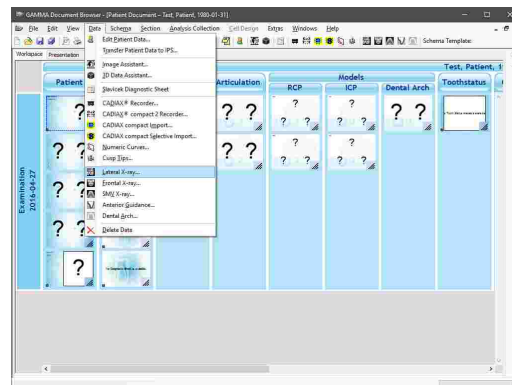 GAMMA Document Browser - [Patient Document - Test, Patient, 1980-01-31]
File Edit View Data Schema Section Analysis Collection Cell Design Extras Windows Help
Schema Template:
Workspace Presentation
Edit Patient Data...
Transfer Patient Data to IPS...
Image Assistant...
3D Data Assistant...
Slavicek Diagnostic Sheet
CADIAX® Recorder...
CADIAX® compact 2 Recorder...
CADIAX compact Import...
CADIAX compact Selective Import...
Numeric Curves...
Cusp Tips...
Lateral X-ray...
Frontal X-ray...
SMV X-ray...
Anterior Guidance...
Dental Arch...
Delete Data
Test, Patient, 1
Patient
Articulation
Models
RCP
ICP
Dental Arch
Toothstatus
Examination
2016-04-27
? ? ?
? ?
? ?
? ?
? ?